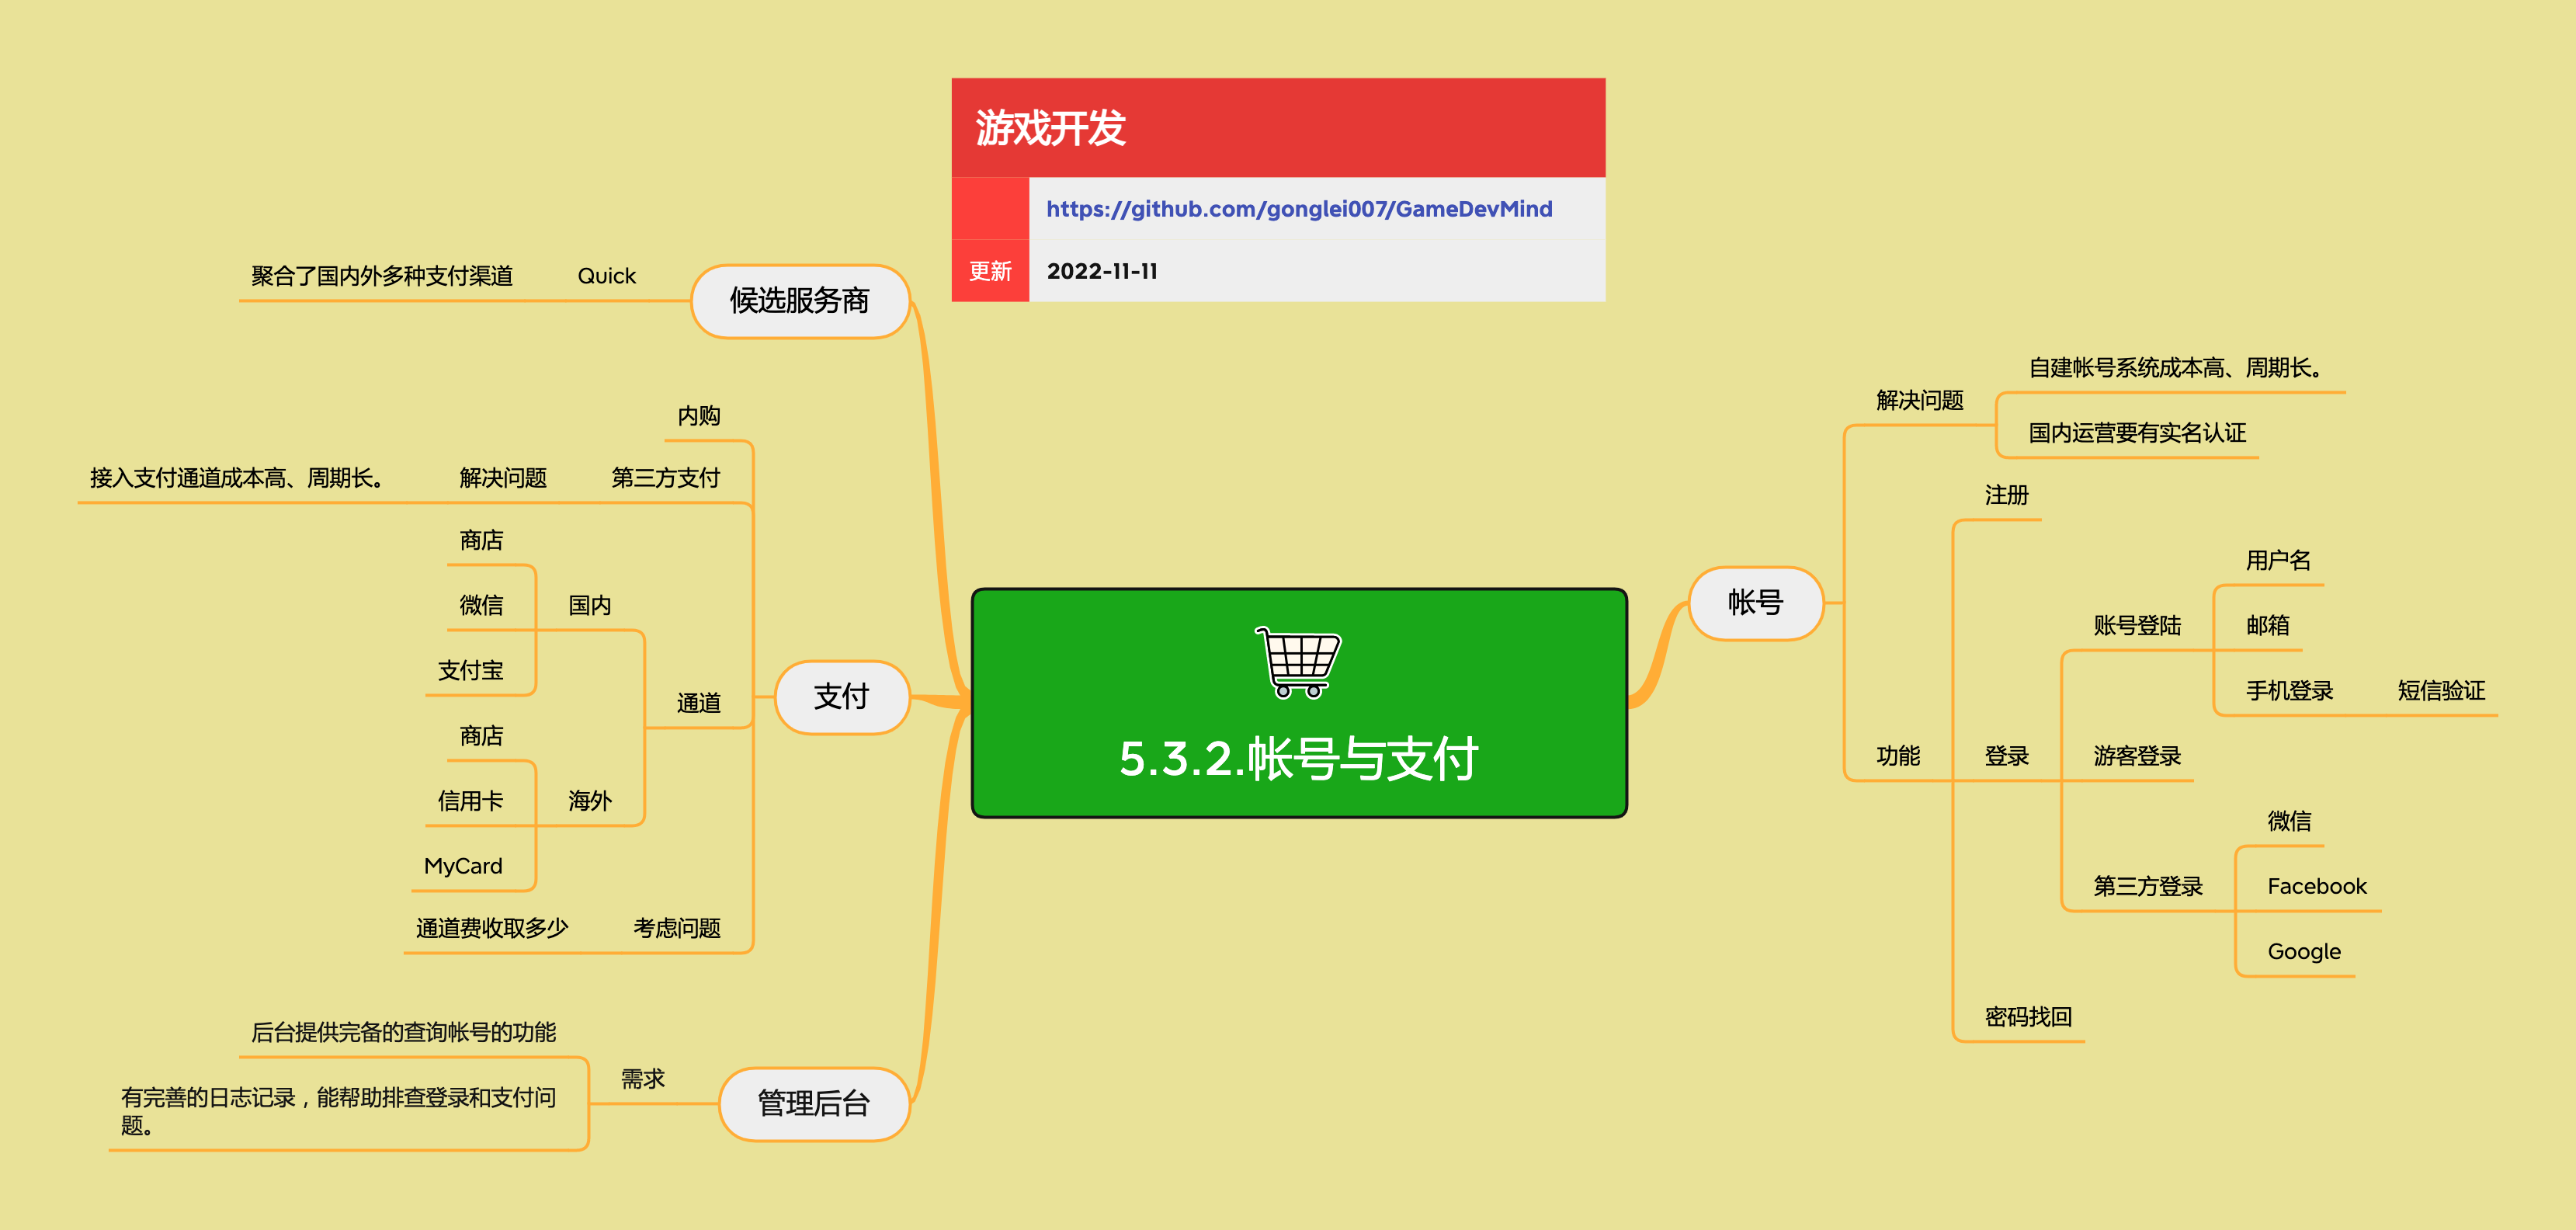 游戏开发
https://github.com/gonglei007/GameDevMind
更新
2022-11-11
5.3.2.帐号与支付
候选服务商
Quick
聚合了国内外多种支付渠道
支付
内购
第三方支付
解决问题
接入支付通道成本高、周期长。
通道
国内
商店
微信
支付宝
海外
商店
信用卡
MyCard
考虑问题
通道费收取多少
管理后台
需求
后台提供完备的查询帐号的功能
有完善的日志记录，能帮助排查登录和支付问
题。
帐号
解决问题
自建帐号系统成本高、周期长。
国内运营要有实名认证
功能
注册
登录
账号登陆
用户名
邮箱
手机登录
短信验证
游客登录
第三方登录
微信
Facebook
Google
密码找回